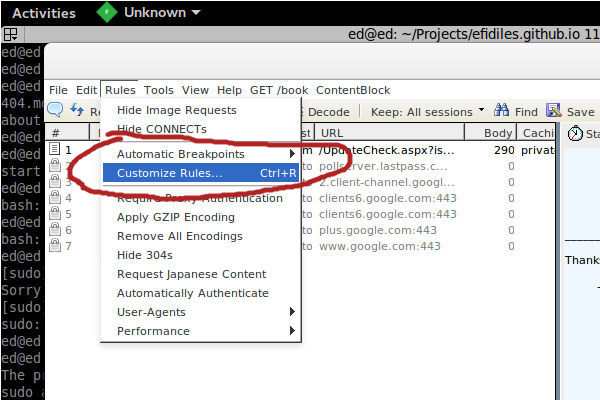 Activities Unknown
ed@ed: ~/Projects/efidiles.github.io 11
ed@ed
ed@ed
ed@ed
404.m
about
ed@ed
ed@ed
start
ed@ed
bash:
ed@ed
bash:
ed@ed
[sudo]
Sorry
[sudo]
sudo:
ed@ed
ed@ed
The pr
sudo a
File Edit Rules Tools View Help GET /book ContentBlock
Decode Keep: All sessions Find Save
# URL Body Cachi
1 /UpdateCheck.aspx?is... 290 privat
2 to pollserver.lastpass.c... 0
3 to 2.client-channel.googl... 0
4 to clients6.google.com:443 0
5 to clients6.google.com:443 0
6 to plus.google.com:443 0
7 to www.google.com:443 0
Hide Image Requests
Hide CONNECTs
Automatic Breakpoints
Customize Rules... Ctrl+R
Require Proxy Authentication
Apply GZIP Encoding
Remove All Encodings
Hide 304s
Request Japanese Content
Automatically Authenticate
User-Agents
Performance
Sta
Thanks